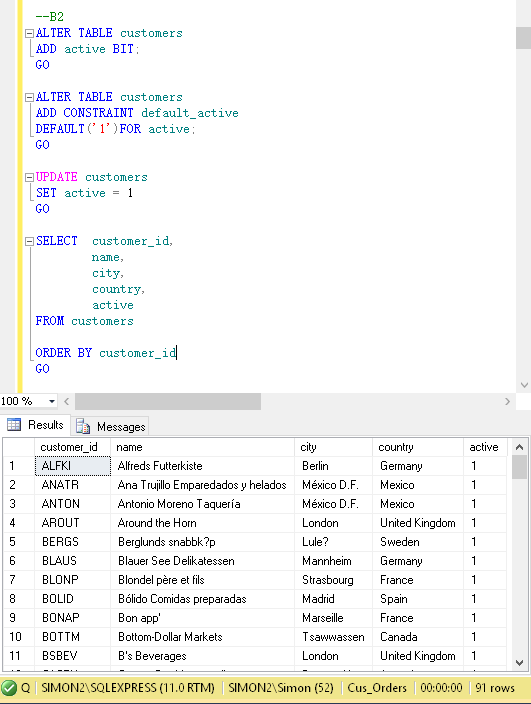 --B2
ALTER TABLE customers
ADD active BIT;
GO
ALTER TABLE customers
ADD CONSTRAINT default_active
DEFAULT('1')FOR active;
GO
UPDATE customers
SET active = 1
GO
SELECT customer_id,
name,
city,
country,
active
FROM customers
ORDER BY customer_id
GO
100 %
Results Messages
customer_id name city country active
1 ALFKI Alfreds Futterkiste Berlin Germany 1
2 ANATR Ana Trujillo Emparedados y helados México D.F. Mexico 1
3 ANTON Antonio Moreno Taquería México D.F. Mexico 1
4 AROUT Around the Horn London United Kingdom 1
5 BERGS Berglunds snabbk?p Lule? Sweden 1
6 BLAUS Blauer See Delikatessen Mannheim Germany 1
7 BLONP Blondel père et fils Strasbourg France 1
8 BOLID Bólido Comidas preparadas Madrid Spain 1
9 BONAP Bon app' Marseille France 1
10 BOTTM Bottom-Dollar Markets Tsawwassen Canada 1
11 BSBEV B's Beverages London United Kingdom 1
Q SIMON2\SQLEXPRESS (11.0 RTM) SIMON2\Simon (52) Cus_Orders 00:00:00 91 rows